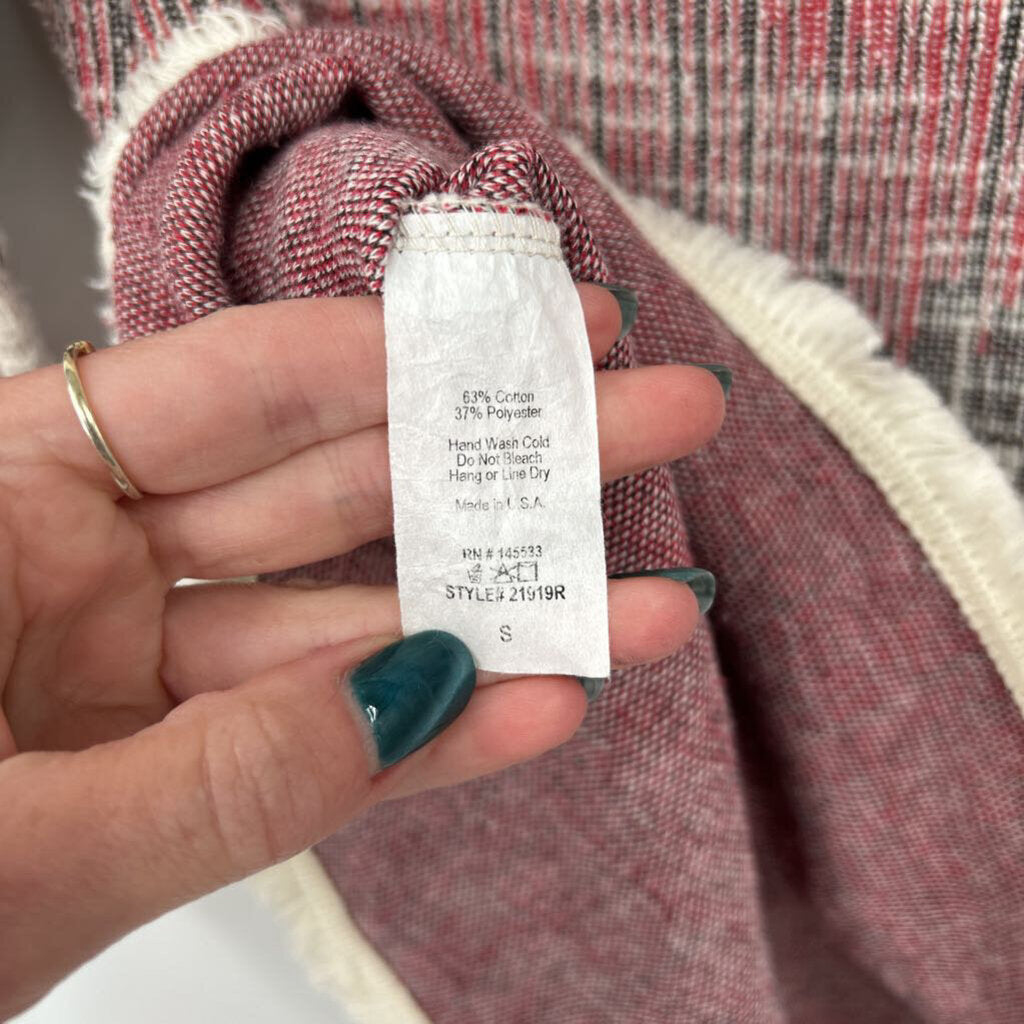 63% Cotton
37% Polyester
Hand Wash Cold
Do Not Bleach
Hang or Line Dry
Made in U.S.A.
RN # 145533
STYLE# 21919R
S